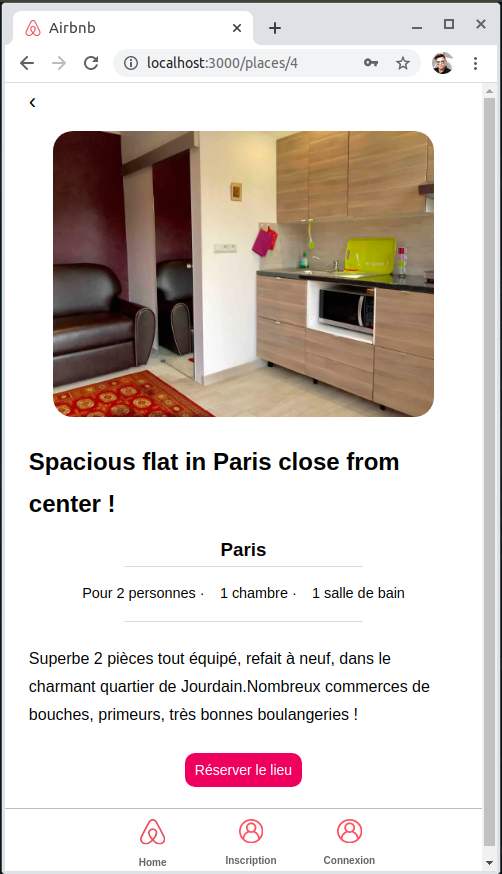 Airbnb
localhost:3000/places/4
Spacious flat in Paris close from
center !
Paris
Pour 2 personnes · 1 chambre · 1 salle de bain
Superbe 2 pièces tout équipé, refait à neuf, dans le
charmant quartier de Jourdain.Nombreux commerces de
bouches, primeurs, très bonnes boulangeries !
Réserver le lieu
Home Inscription Connexion